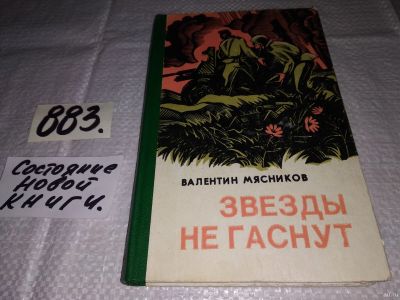 883.
Состояние
Новой
книги.
ВАЛЕНТИН МЯСНИКОВ
ЗВЕЗДЫ
НЕ ГАСНУТ